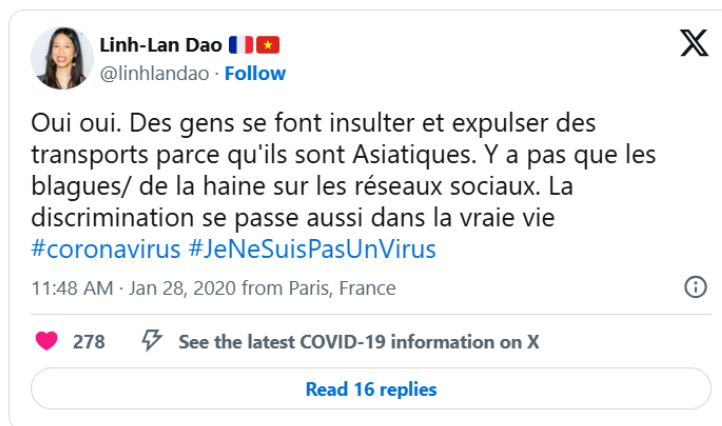 Linh-Lan Dao 🇫🇷🇻🇳
@linhlandao · Follow
Oui oui. Des gens se font insulter et expulser des
transports parce qu'ils sont Asiatiques. Y a pas que les
blagues/ de la haine sur les réseaux sociaux. La
discrimination se passe aussi dans la vraie vie
#coronavirus #JeNeSuisPasUnVirus
11:48 AM · Jan 28, 2020 from Paris, France
278 See the latest COVID-19 information on X
Read 16 replies